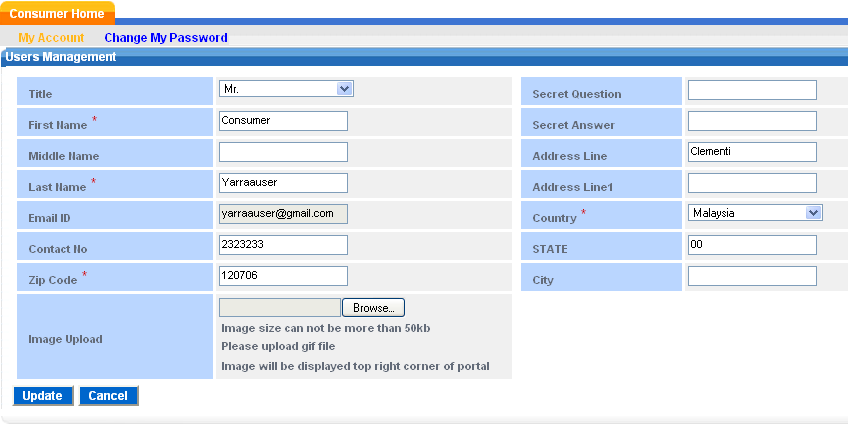 Consumer Home
My Account Change My Password
Users Management
Title Mr.
First Name * Consumer
Middle Name
Last Name * Yarraauser
Email ID yarraauser@gmail.com
Contact No 2323233
Zip Code * 120706
Image Upload Browse...
Image size can not be more than 50kb
Please upload gif file
Image will be displayed top right corner of portal
Secret Question
Secret Answer
Address Line Clementi
Address Line1
Country * Malaysia
STATE 00
City
Update Cancel